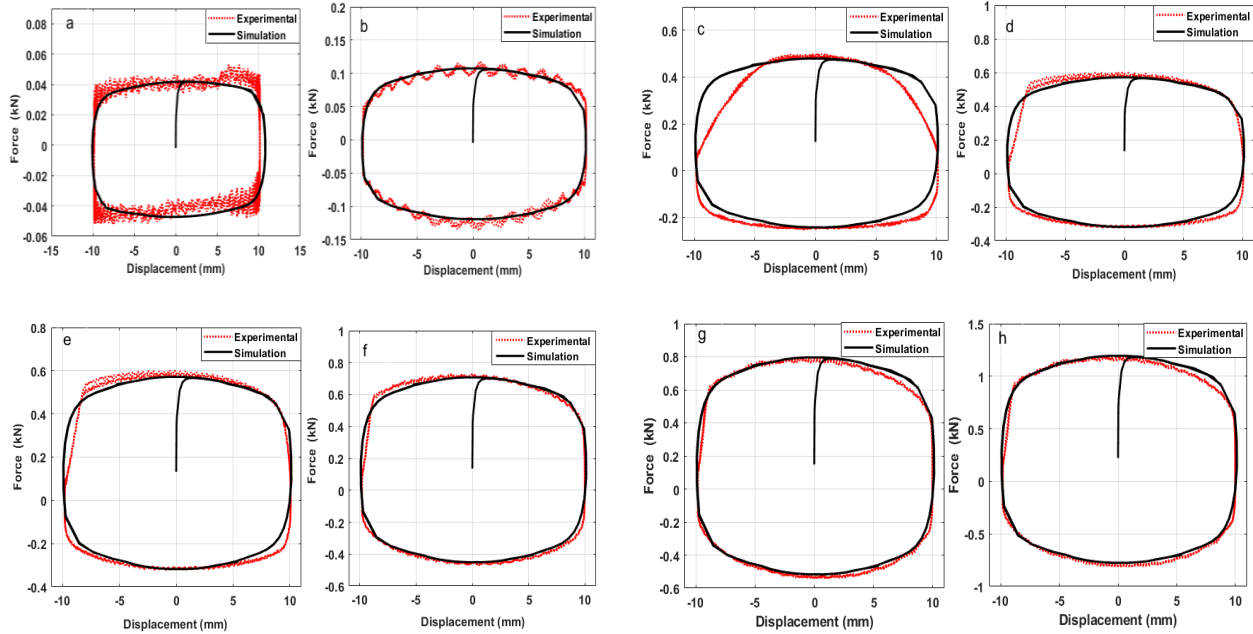 a
Experimental
Simulation
0.09
0.08
0.06
0.04
0.02
0
-0.02
-0.04
-0.06
-15 -10 -5 0 5 10 15
Force (kN)
Displacement (mm)
b
Experimental
Simulation
0.2
0.15
0.1
0.05
0
-0.05
-0.1
-0.15
-10 -5 0 5 10
Force (kN)
Displacement (mm)
c
Experimental
Simulation
0.6
0.4
0.2
0
-0.2
-10 -5 0 5 10
Force (kN)
Displacement (mm)
d
Experimental
Simulation
1
0.8
0.6
0.4
0.2
0
-0.2
-0.4
-10 -5 0 5 10
Force (kN)
Displacement (mm)
e
Experimental
Simulation
0.8
0.6
0.4
0.2
0
-0.2
-0.4
-10 -5 0 5 10
Force (kN)
Displacement (mm)
f
Experimental
Simulation
1
0.8
0.6
0.4
0.2
0
-0.2
-0.4
-0.6
-10 -5 0 5 10
Force (kN)
Displacement (mm)
g
Experimental
Simulation
1
0.8
0.6
0.4
0.2
0
-0.2
-0.4
-0.6
-10 -5 0 5 10
Force (kN)
Displacement (mm)
h
Experimental
Simulation
1.5
1
0.5
0
-0.5
-1
-10 -5 0 5 10
Force (kN)
Displacement (mm)